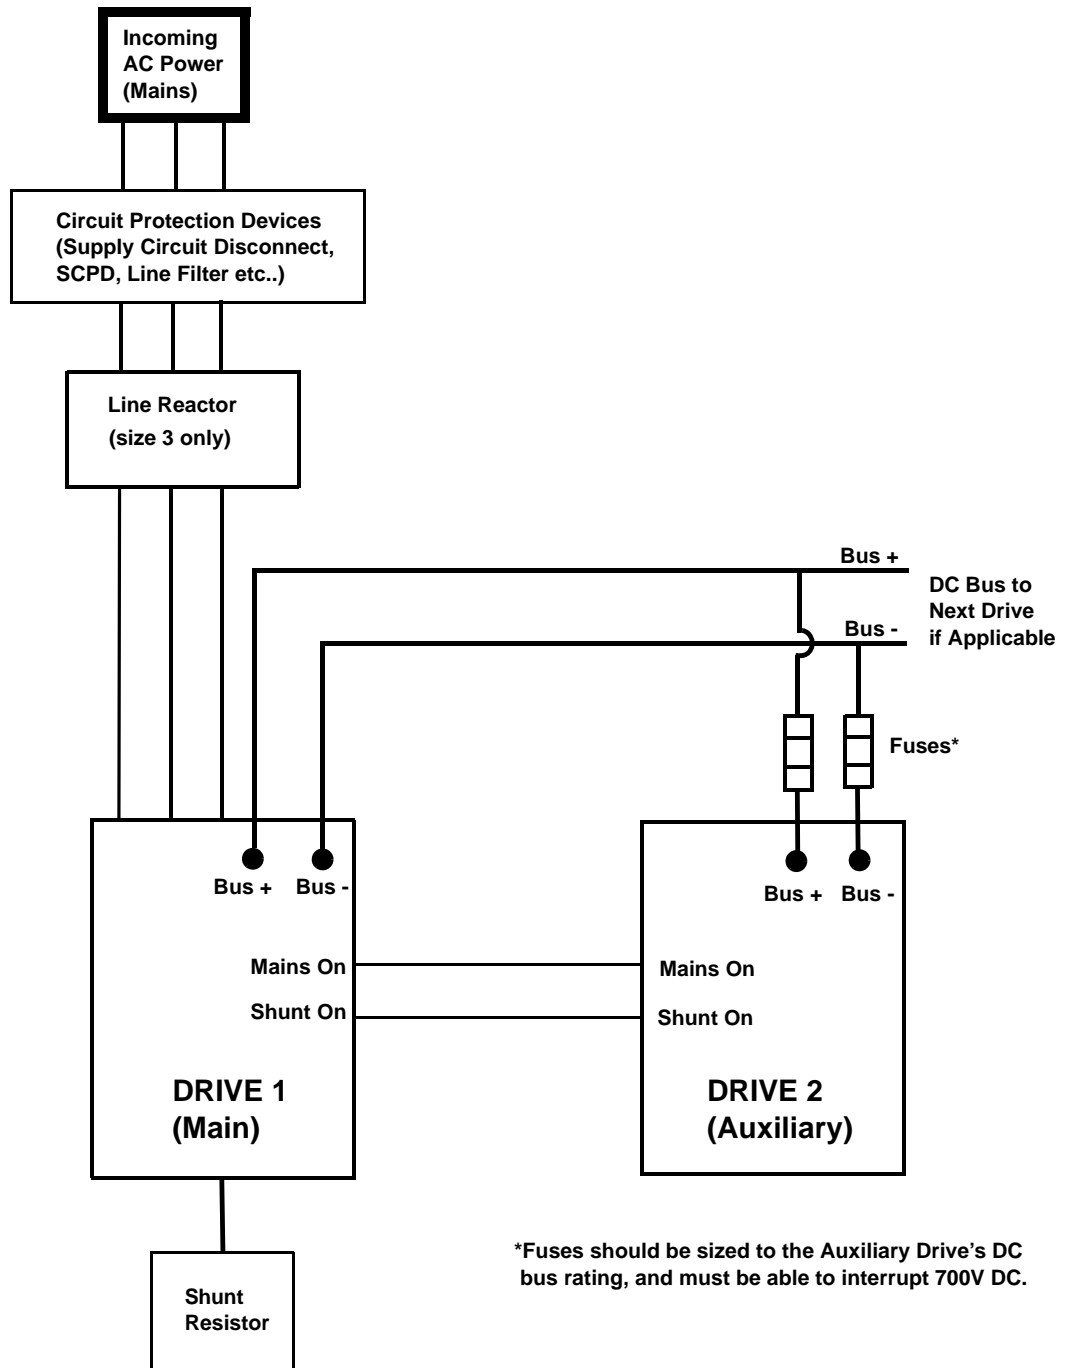 Incoming
AC Power
(Mains)
Circuit Protection Devices
(Supply Circuit Disconnect,
SCPD, Line Filter etc..)
Line Reactor
(size 3 only)
Bus +
DC Bus to
Next Drive
if Applicable
Bus -
Fuses*
Bus + Bus -
Bus + Bus -
Mains On
Mains On
Shunt On
Shunt On
DRIVE 1
(Main)
DRIVE 2
(Auxiliary)
*Fuses should be sized to the Auxiliary Drive’s DC
bus rating, and must be able to interrupt 700V DC.
Shunt
Resistor